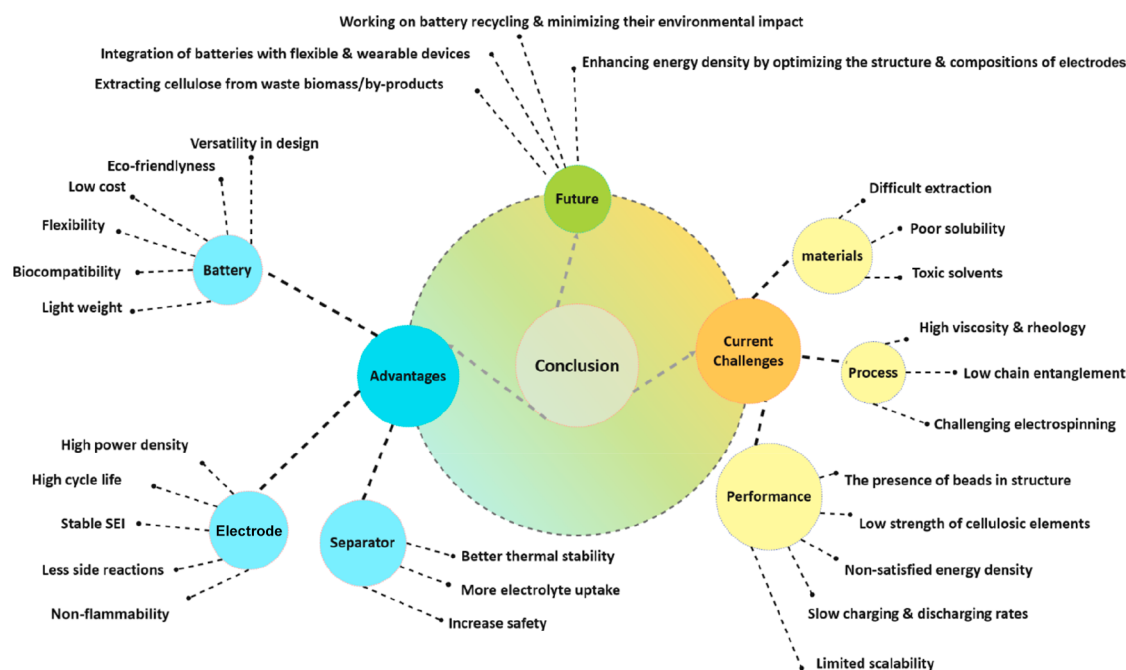 Working on battery recycling & minimizing their environmental impact
Integration of batteries with flexible & wearable devices
Enhancing energy density by optimizing the structure & compositions of electrodes
Extracting cellulose from waste biomass/by-products
Future
Versatility in design
Eco-friendlyness
Low cost
Flexibility
Biocompatibility
Light weight
Battery
Advantages
Conclusion
Current
Challenges
materials
Difficult extraction
Poor solubility
Toxic solvents
Process
High viscosity & rheology
Low chain entanglement
Challenging electrospinning
High power density
High cycle life
Stable SEI
Less side reactions
Non-flammability
Electrode
Separator
Better thermal stability
More electrolyte uptake
Increase safety
Performance
The presence of beads in structure
Low strength of cellulosic elements
Non-satisfied energy density
Slow charging & discharging rates
Limited scalability